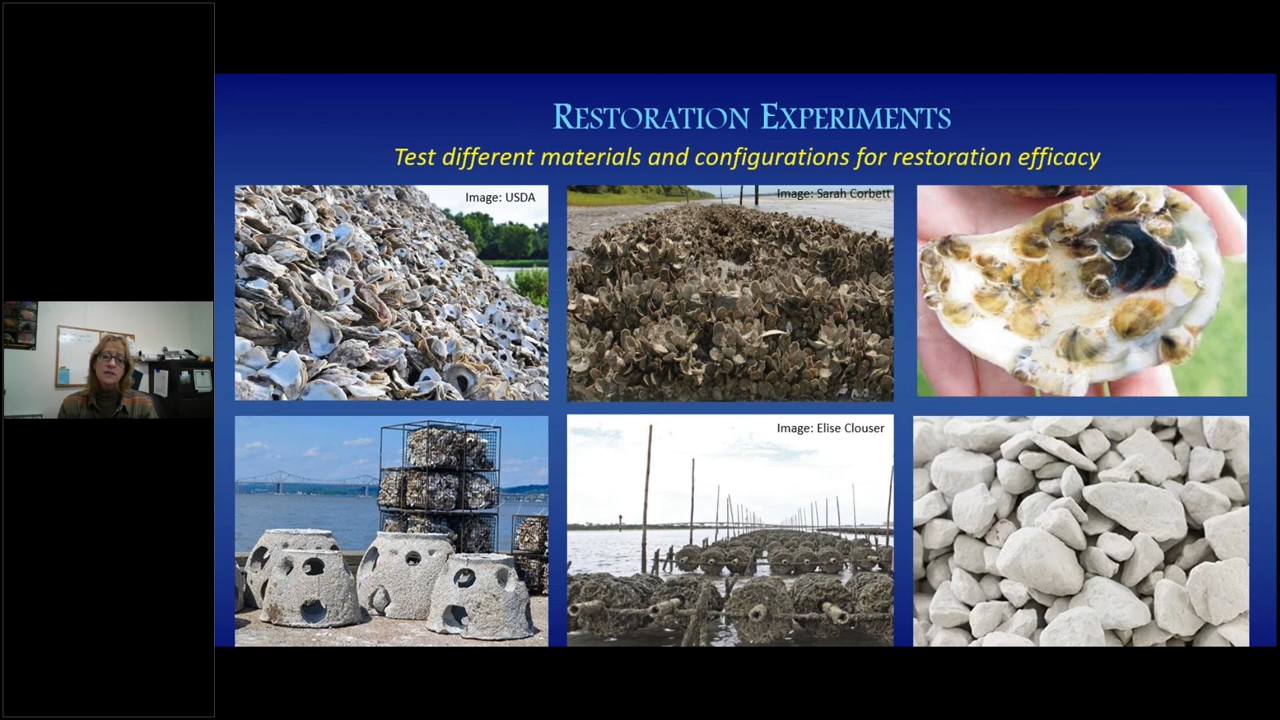 RESTORATION EXPERIMENTS
Test different materials and configurations for restoration efficacy
Image: USDA
Image: Sarah Corbett
Image: Elise Clouser